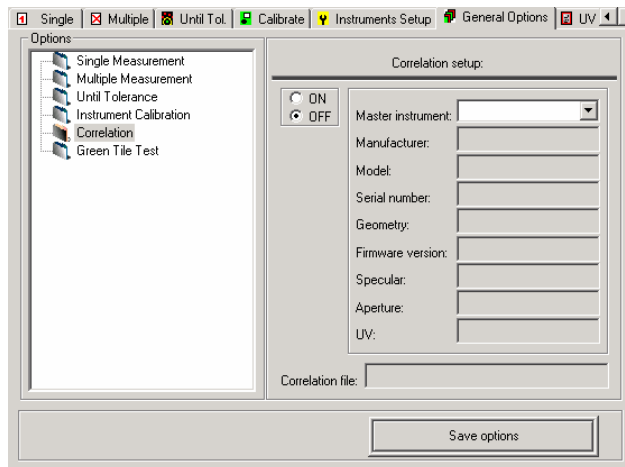 1 Single Multiple Until Tol. Calibrate Instruments Setup General Options UV
Options
Single Measurement
Multiple Measurement
Until Tolerance
Instrument Calibration
Correlation
Green Tile Test
Correlation setup:
ON
OFF
Master instrument:
Manufacturer:
Model:
Serial number:
Geometry:
Firmware version:
Specular:
Aperture:
UV:
Correlation file:
Save options